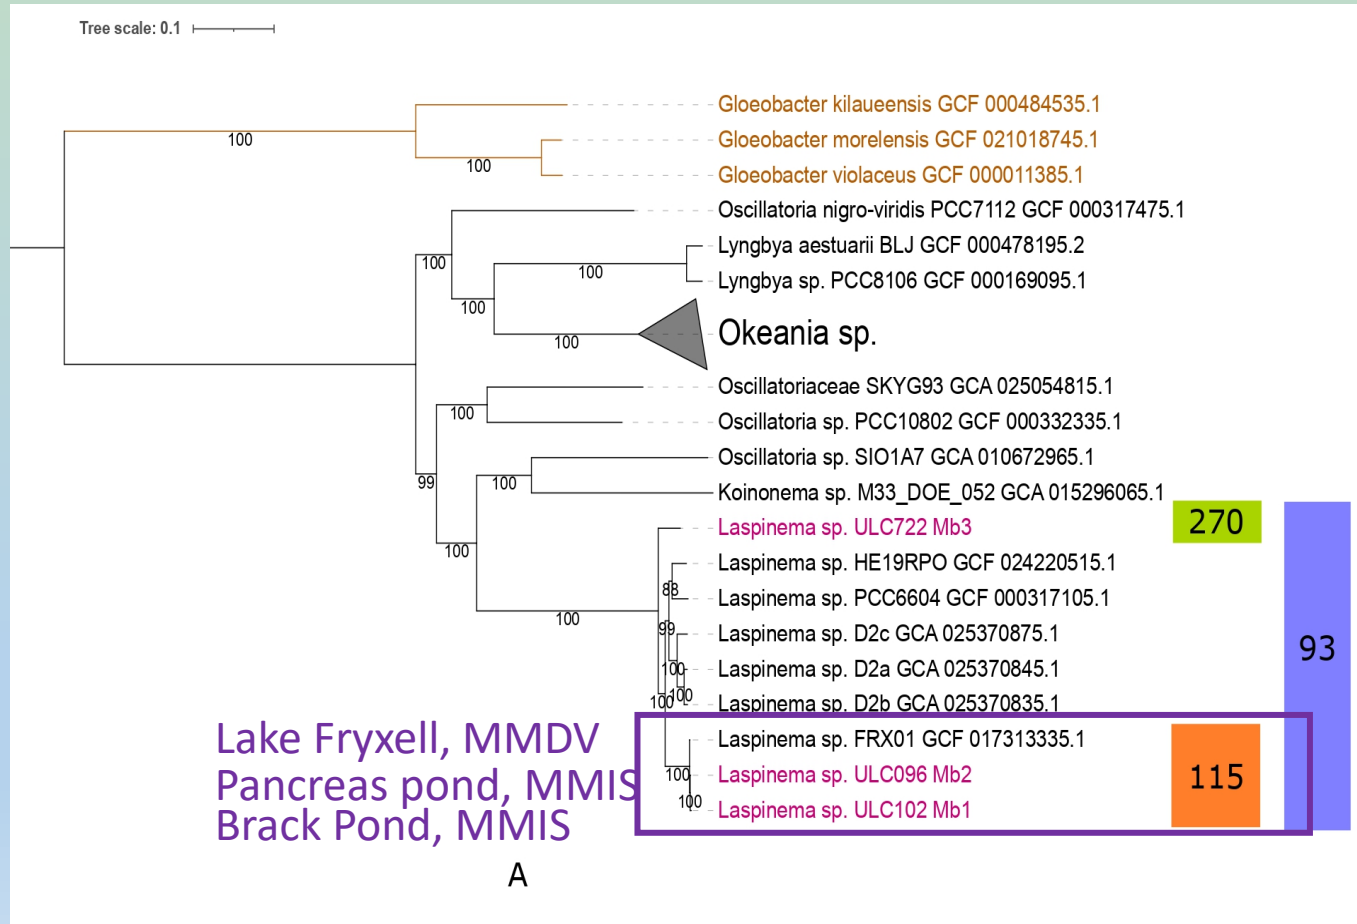 Tree scale: 0.1
Gloeobacter kilaueensis GCF 000484535.1
100
Gloeobacter morelensis GCF 021018745.1
100
Gloeobacter violaceus GCF 000011385.1
Oscillatoria nigro-viridis PCC7112 GCF 000317475.1
Lyngbya aestuarii BLJ GCF 000478195.2
100
100
Lyngbya sp. PCC8106 GCF 000169095.1
100
Okeania sp.
100
Oscillatoriaceae SKYG93 GCA 025054815.1
100
Oscillatoria sp. PCC10802 GCF 000332335.1
Oscillatoria sp. SIO1A7 GCA 010672965.1
99
100
Koinonema sp. M33_DOE_052 GCA 015296065.1
Laspinema sp. ULC722 Mb3
270
100
Laspinema sp. HE19RPO GCF 024220515.1
88
Laspinema sp. PCC6604 GCF 000317105.1
100
99
Laspinema sp. D2c GCA 025370875.1
93
100
Laspinema sp. D2a GCA 025370845.1
100
100
Laspinema sp. D2b GCA 025370835.1
Lake Fryxell, MMDV
Laspinema sp. FRX01 GCF 017313335.1
Pancreas pond, MMIS
100
Laspinema sp. ULC096 Mb2
115
Brack Pond, MMIS
100
Laspinema sp. ULC102 Mb1
A